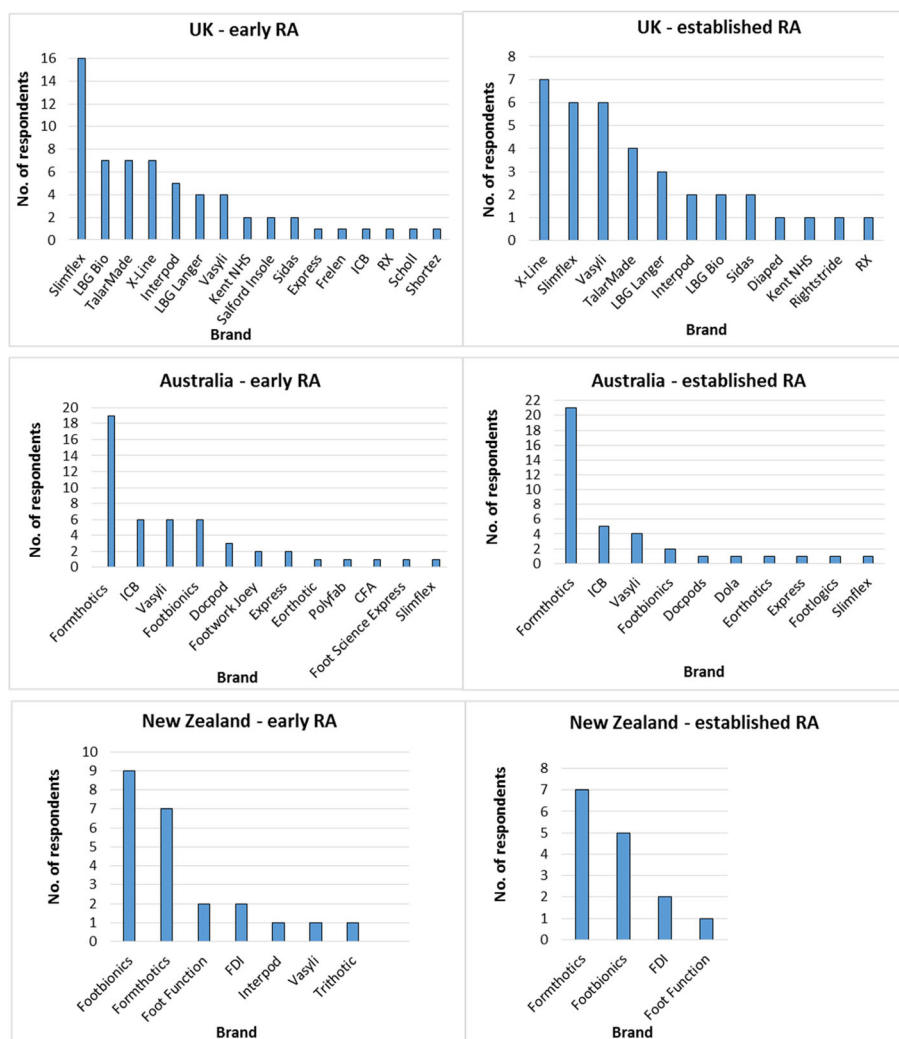 UK - early RA
No. of respondents
16
14
12
10
8
6
4
2
0
Slimflex
LBG Bio
TalarMade
X-Line
Interpod
LBG Langer
Vasyli
Kent NHS
Salford Insole
Sidas
Express
Frelen
ICB
RX
Scholl
Shortez
Brand
UK - established RA
No. of respondents
8
7
6
5
4
3
2
1
0
X-Line
Slimflex
Vasyli
TalarMade
LBG Langer
Interpod
LBG Bio
Sidas
Diaped
Kent NHS
Rightstride
RX
Brand
Australia - early RA
No. of respondents
20
18
16
14
12
10
8
6
4
2
0
Formthotics
ICB
Vasyli
Footbionics
Docpod
Footwork Joey
Express
Eorthotic
Polyfab
CFA
Foot Science Express
Slimflex
Brand
Australia - established RA
No. of respondents
22
20
18
16
14
12
10
8
6
4
2
0
Formthotics
ICB
Vasyli
Footbionics
Docpods
Dola
Eorthotics
Express
Footlogics
Slimflex
Brand
New Zealand - early RA
No. of respondents
10
9
8
7
6
5
4
3
2
1
0
Footbionics
Formthotics
Foot Function
FDI
Interpod
Vasyli
Trithotic
Brand
New Zealand - established RA
No. of respondents
8
7
6
5
4
3
2
1
0
Formthotics
Footbionics
FDI
Foot Function
Brand